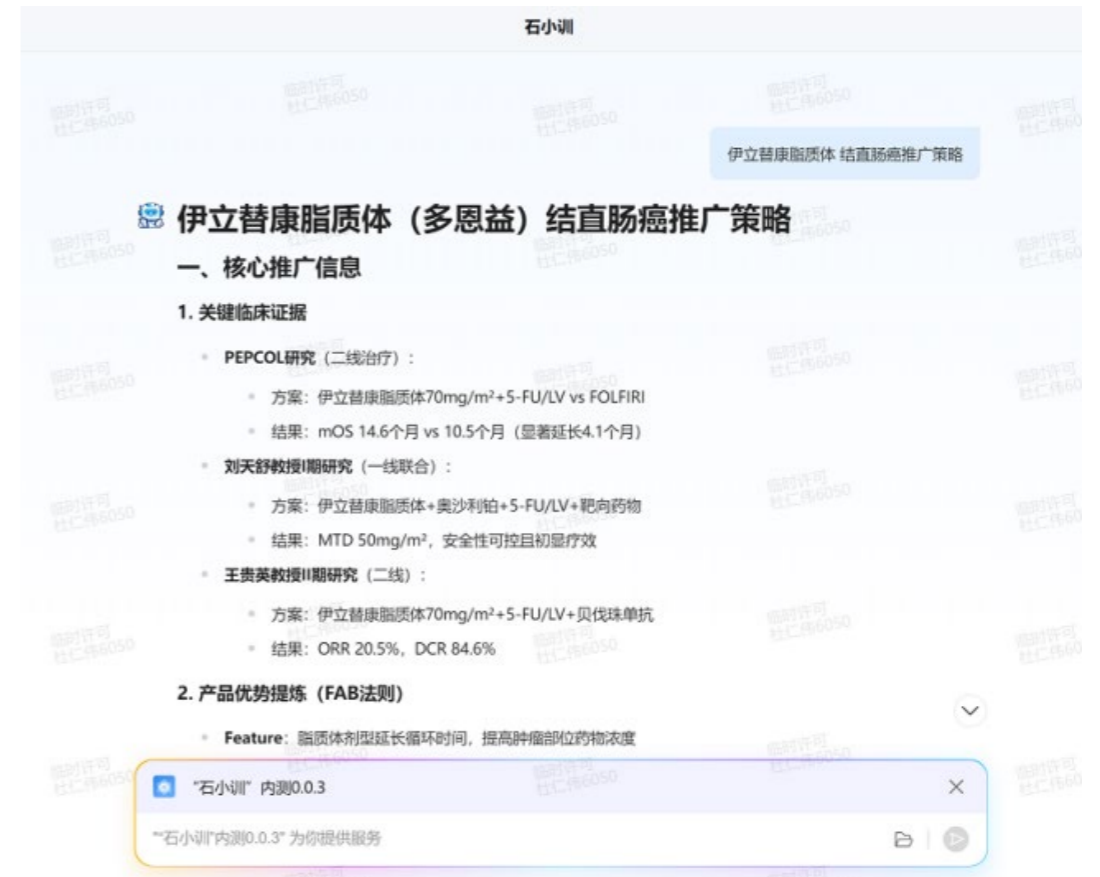 石小训
伊立替康脂质体 结直肠癌推广策略
伊立替康脂质体（多恩益）结直肠癌推广策略
一、核心推广信息
1. 关键临床证据
PEPCOL研究（二线治疗）：
方案：伊立替康脂质体70mg/m²+5-FU/LV vs FOLFIRI
结果：mOS 14.6个月 vs 10.5个月（显著延长4.1个月）
刘天舒教授I期研究（一线联合）：
方案：伊立替康脂质体+奥沙利铂+5-FU/LV+靶向药物
结果：MTD 50mg/m²，安全性可控且初显疗效
王贵英教授II期研究（二线）：
方案：伊立替康脂质体70mg/m²+5-FU/LV+贝伐珠单抗
结果：ORR 20.5%，DCR 84.6%
2. 产品优势提炼（FAB法则）
Feature：脂质体剂型延长循环时间，提高肿瘤部位药物浓度
"石小训" 内测0.0.3
""石小训"内测0.0.3" 为你提供服务
临时许可
杜仁伟6050